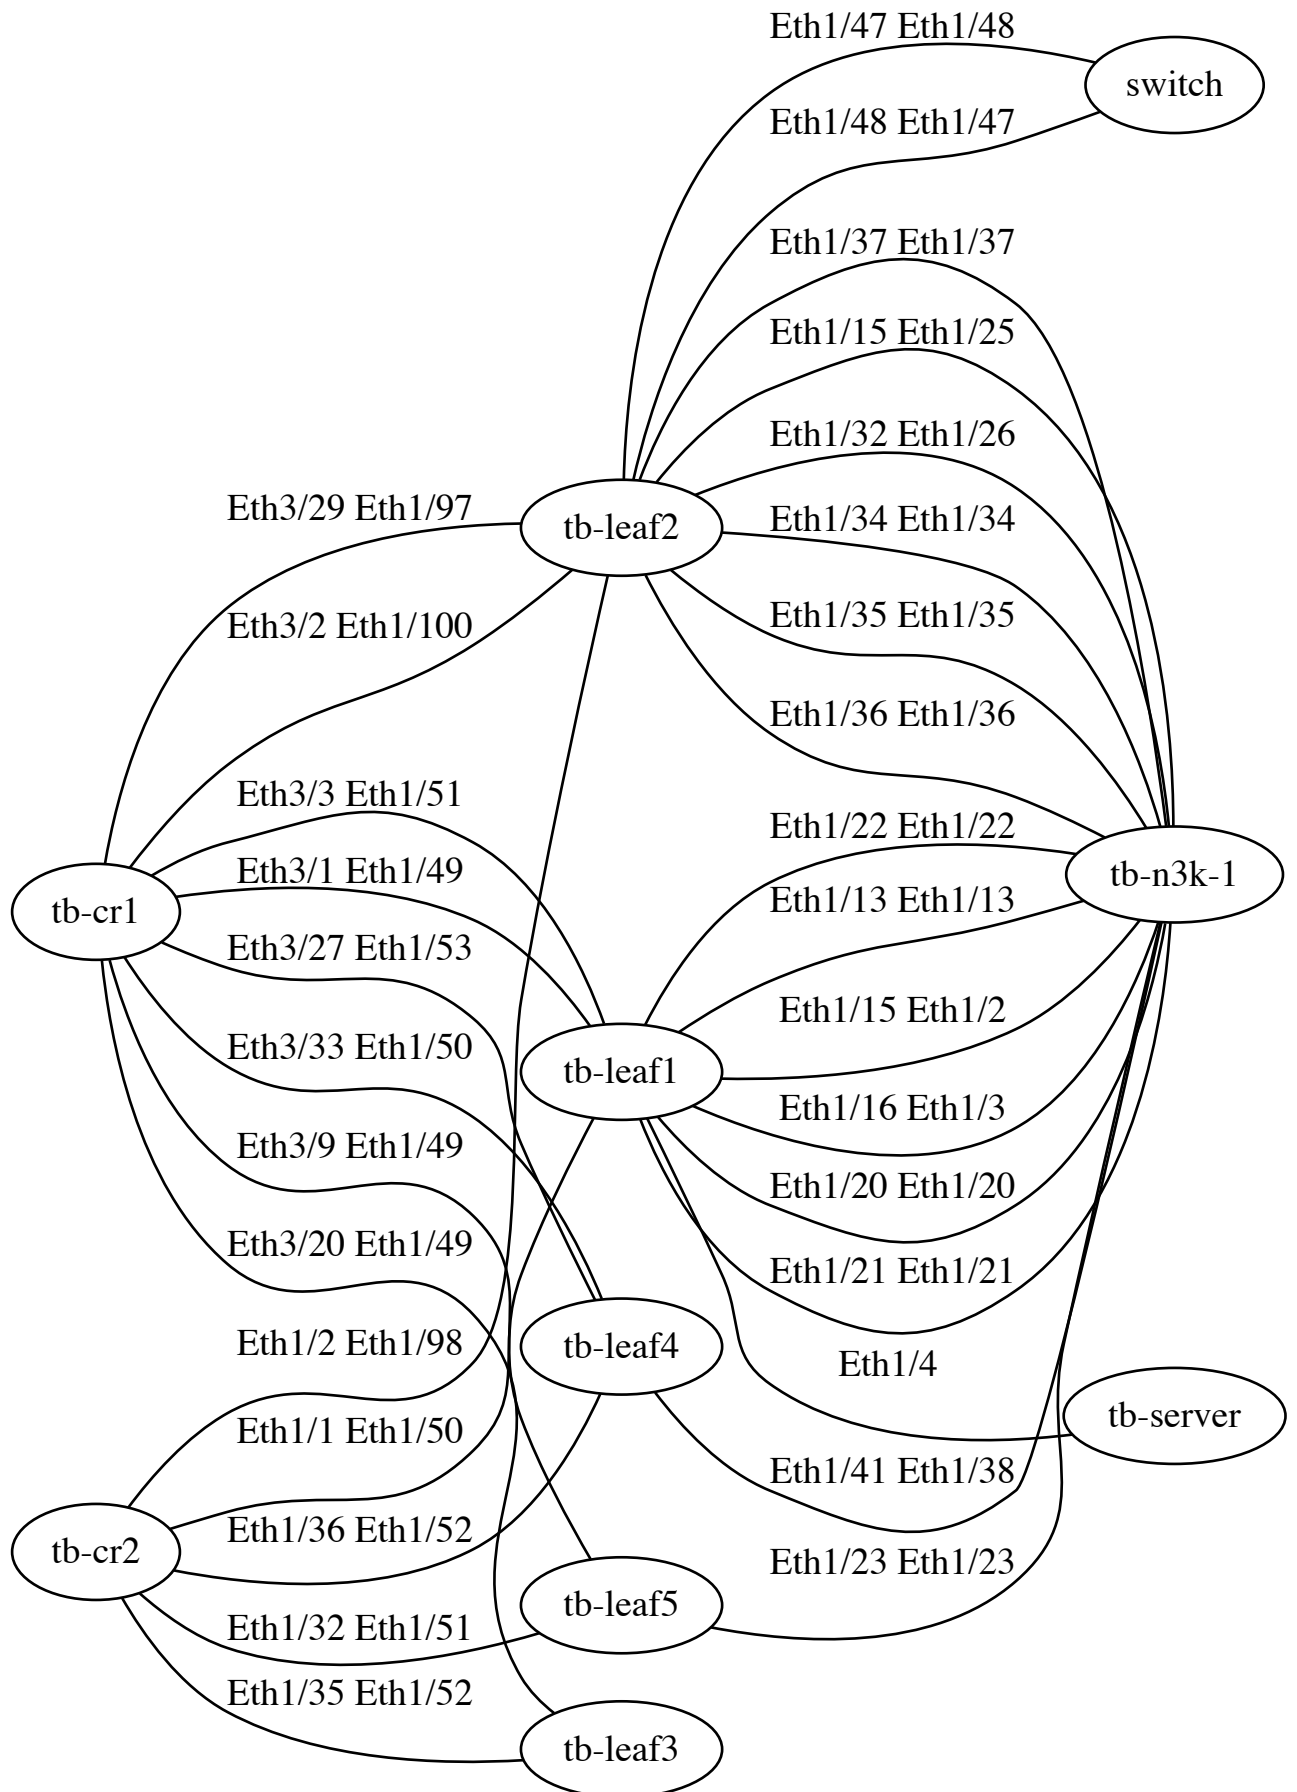 Eth1/47 Eth1/48
switch
Eth1/48 Eth1/47
Eth1/37 Eth1/37
Eth1/15 Eth1/25
Eth1/32 Eth1/26
Eth3/29 Eth1/97
tb-leaf2
Eth1/34 Eth1/34
Eth3/2 Eth1/100
Eth1/35 Eth1/35
Eth1/36 Eth1/36
Eth3/3 Eth1/51
Eth1/22 Eth1/22
Eth3/1 Eth1/49
tb-n3k-1
tb-cr1
Eth1/13 Eth1/13
Eth3/27 Eth1/53
Eth1/15 Eth1/2
Eth3/33 Eth1/50
tb-leaf1
Eth1/16 Eth1/3
Eth3/9 Eth1/49
Eth1/20 Eth1/20
Eth3/20 Eth1/49
Eth1/21 Eth1/21
Eth1/2 Eth1/98
tb-leaf4
Eth1/4
tb-server
Eth1/1 Eth1/50
Eth1/41 Eth1/38
Eth1/36 Eth1/52
tb-cr2
Eth1/23 Eth1/23
tb-leaf5
Eth1/32 Eth1/51
Eth1/35 Eth1/52
tb-leaf3